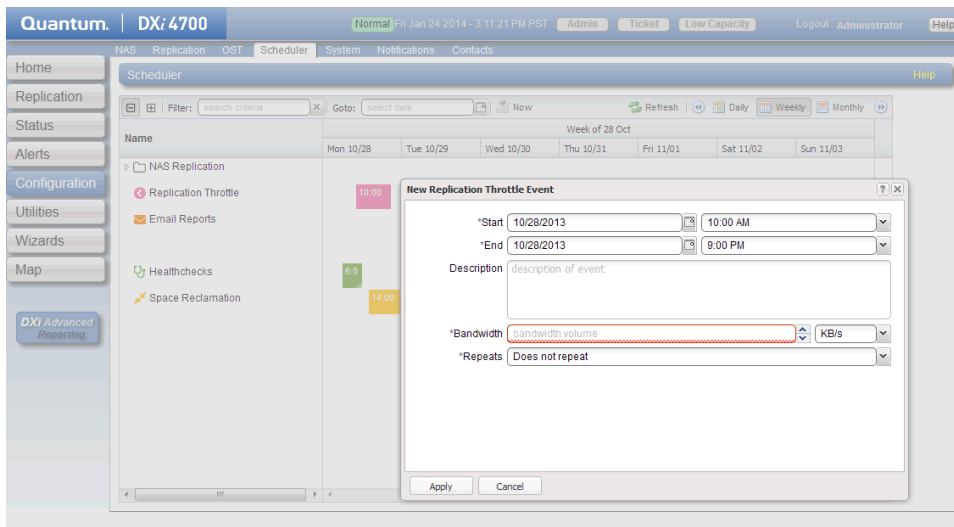 Quantum. DXi 4700 Normal Fri Jan 24 2014 - 3:11:21 PM PST Admin Ticket Low Capacity Logout Administrator Help
NAS Replication OST Scheduler System Notifications Contacts
Home
Replication
Status
Alerts
Configuration
Utilities
Wizards
Map
DXi Advanced
Reporting
Scheduler Help
Filter: search criteria Goto: select date Now Refresh Daily Weekly Monthly
Name
Week of 28 Oct
Mon 10/28 Tue 10/29 Wed 10/30 Thu 10/31 Fri 11/01 Sat 11/02 Sun 11/03
NAS Replication
Replication Throttle 10:00
Email Reports
Healthchecks 6:0
Space Reclamation 14:00
New Replication Throttle Event
*Start 10/28/2013 10:00 AM
*End 10/28/2013 9:00 PM
Description description of event
*Bandwidth bandwidth volume KB/s
*Repeats Does not repeat
Apply Cancel